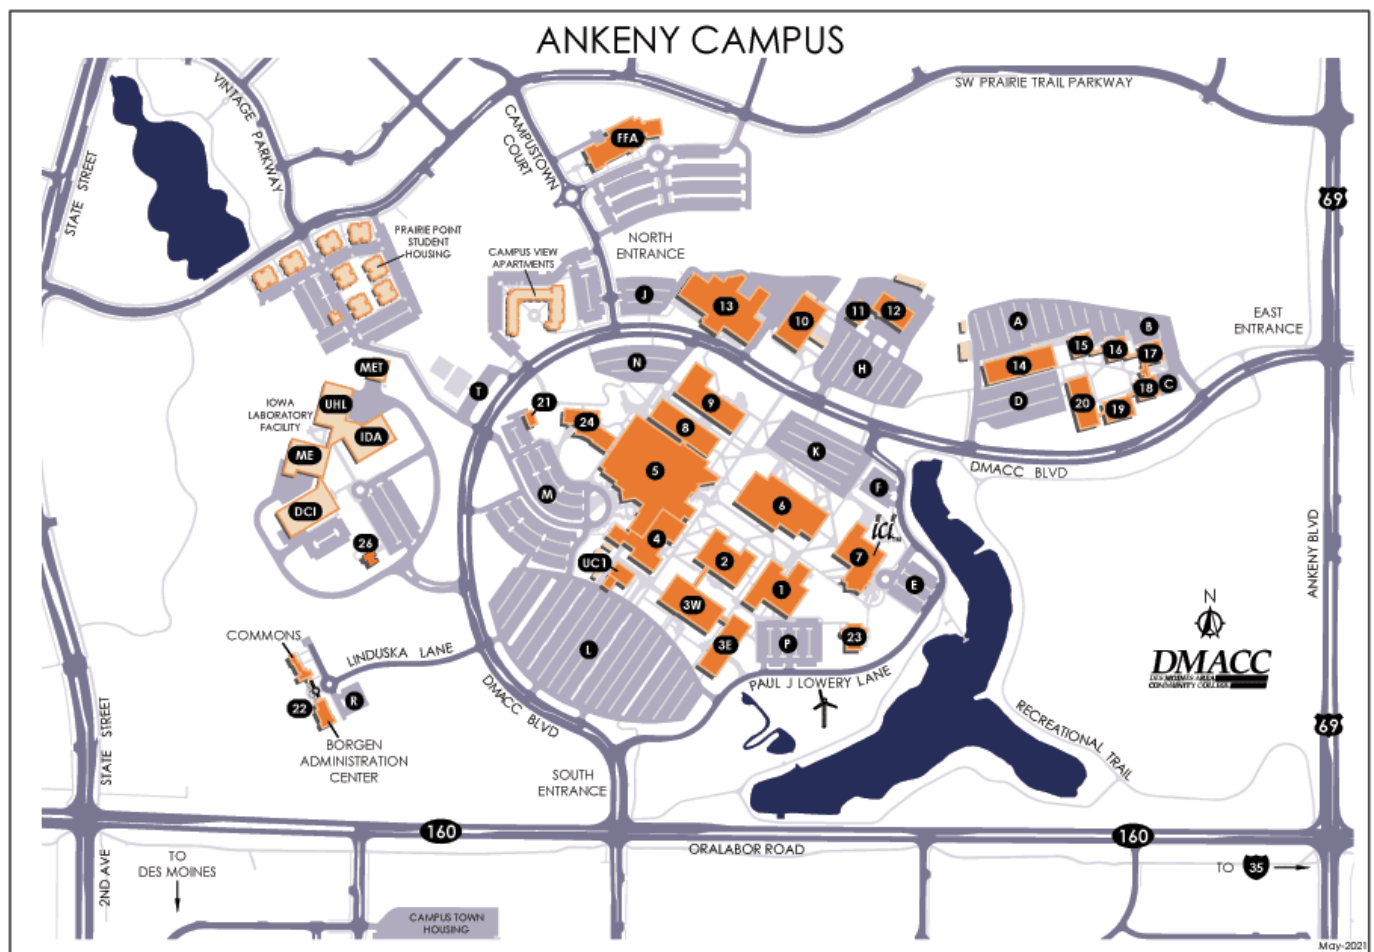 ANKENY CAMPUS
SW PRAIRIE TRAIL PARKWAY
VINTAGE PARKWAY
STATE STREET
CAMPUSTOWN
COURT
FFA
69
PRAIRIE POINT
STUDENT
HOUSING
NORTH
ENTRANCE
CAMPUS VIEW
APARTMENTS
J
13
10
11
12
A
B
EAST
ENTRANCE
15
16
17
14
18
C
D
20
19
H
N
MET
T
UHL
IOWA
LABORATORY
FACILITY
IDA
ME
DCI
26
21
24
9
8
5
K
DMACC BLVD
M
F
6
ici
7
4
UC1
2
1
E
3W
3E
P
23
L
ANKENY BLVD
N
DMACC
DES MOINES AREA
COMMUNITY COLLEGE
COMMONS
LINDUSKA LANE
R
22
BORGEN
ADMINISTRATION
CENTER
DMACC BLVD
PAUL J LOWERY LANE
RECREATIONAL TRAIL
69
STATE STREET
SOUTH
ENTRANCE
160
160
ORALABOR ROAD
2ND AVE
TO
DES MOINES
TO 35
CAMPUS TOWN
HOUSING
May-2021